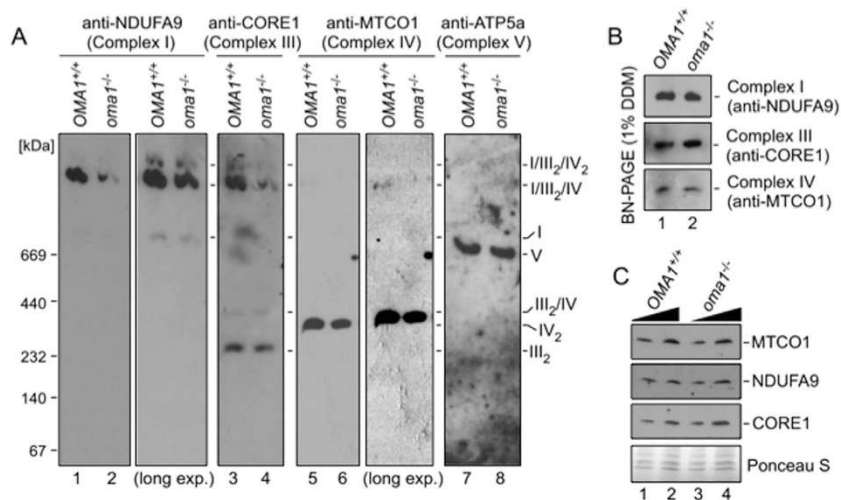 A
anti-NDUFA9 (Complex I)
anti-CORE1 (Complex III)
anti-MTCO1 (Complex IV)
anti-ATP5a (Complex V)
OMA1+/+ oma1-/- OMA1+/+ oma1-/- OMA1+/+ oma1-/- OMA1+/+ oma1-/- OMA1+/+ oma1-/- OMA1+/+ oma1-/-
[kDa]
669
440
232
140
67
I/III2/IV2
I/III2/IV
I
V
III2/IV
IV2
III2
1 2 (long exp.) 3 4 5 6 (long exp.) 7 8
B
OMA1+/+ oma1-/-
BN-PAGE (1% DDM)
Complex I
(anti-NDUFA9)
Complex III
(anti-CORE1)
Complex IV
(anti-MTCO1)
1 2
C
OMA1+/+ oma1-/-
MTCO1
NDUFA9
CORE1
Ponceau S
1 2 3 4